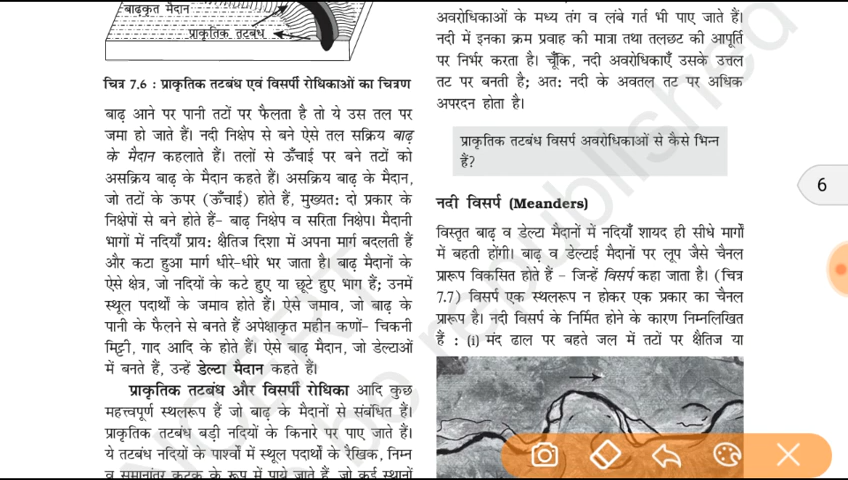 बाढ़कृत मैदान
प्राकृतिक तटबंध
चित्र 7.6 : प्राकृतिक तटबंध एवं विसर्पी रोधिकाओं का चित्रण
बाढ़ आने पर पानी तटों पर फैलता है तो ये उस तल पर
जमा हो जाते हैं। नदी निक्षेप से बने ऐसे तल सक्रिय बाढ़
के मैदान कहलाते हैं। तलों से ऊँचाई पर बने तटों को
असक्रिय बाढ़ के मैदान कहते हैं। असक्रिय बाढ़ के मैदान,
जो तटों के ऊपर (ऊँचाई) होते हैं, मुख्यत: दो प्रकार के
निक्षेपों से बने होते हैं- बाढ़ निक्षेप व सरिता निक्षेप। मैदानी
भागों में नदियाँ प्राय: क्षैतिज दिशा में अपना मार्ग बदलती हैं
और कटा हुआ मार्ग धीरे-धीरे भर जाता है। बाढ़ मैदानों के
ऐसे क्षेत्र, जो नदियों के कटे हुए या छूटे हुए भाग हैं; उनमें
स्थूल पदार्थों के जमाव होते हैं। ऐसे जमाव, जो बाढ़ के
पानी के फैलने से बनते हैं अपेक्षाकृत महीन कणों- चिकनी
मिट्टी, गाद आदि के होते हैं। ऐसे बाढ़ मैदान, जो डेल्टाओं
में बनते हैं, उन्हें डेल्टा मैदान कहते हैं।
प्राकृतिक तटबंध और विसर्पी रोधिका आदि कुछ
महत्त्वपूर्ण स्थलरूप हैं जो बाढ़ के मैदानों से संबंधित हैं।
प्राकृतिक तटबंध बड़ी नदियों के किनारे पर पाए जाते हैं।
ये तटबंध नदियों के पार्श्वों में स्थूल पदार्थों के रैखिक, निम्न
व समानांतर कटक के रूप में पाये जाते हैं, जो कई स्थानों
अवरोधिकाओं के मध्य तंग व लंबे गर्त भी पाए जाते हैं।
नदी में इनका क्रम प्रवाह की मात्रा तथा तलछट की आपूर्ति
पर निर्भर करता है। चूँकि, नदी अवरोधिकाएँ उसके उत्तल
तट पर बनती है; अत: नदी के अवतल तट पर अधिक
अपरदन होता है।
प्राकृतिक तटबंध विसर्प अवरोधिकाओं से कैसे भिन्न
हैं?
नदी विसर्प (Meanders)
विस्तृत बाढ़ व डेल्टा मैदानों में नदियाँ शायद ही सीधे मार्गों
में बहती होंगी। बाढ़ व डेल्टाई मैदानों पर लूप जैसे चैनल
प्रारूप विकसित होते हैं - जिन्हें विसर्प कहा जाता है। (चित्र
7.7) विसर्प एक स्थलरूप न होकर एक प्रकार का चैनल
प्रारूप है। नदी विसर्प के निर्मित होने के कारण निम्नलिखित
हैं : (i) मंद ढाल पर बहते जल में तटों पर क्षैतिज या
6
NCERT
be republished